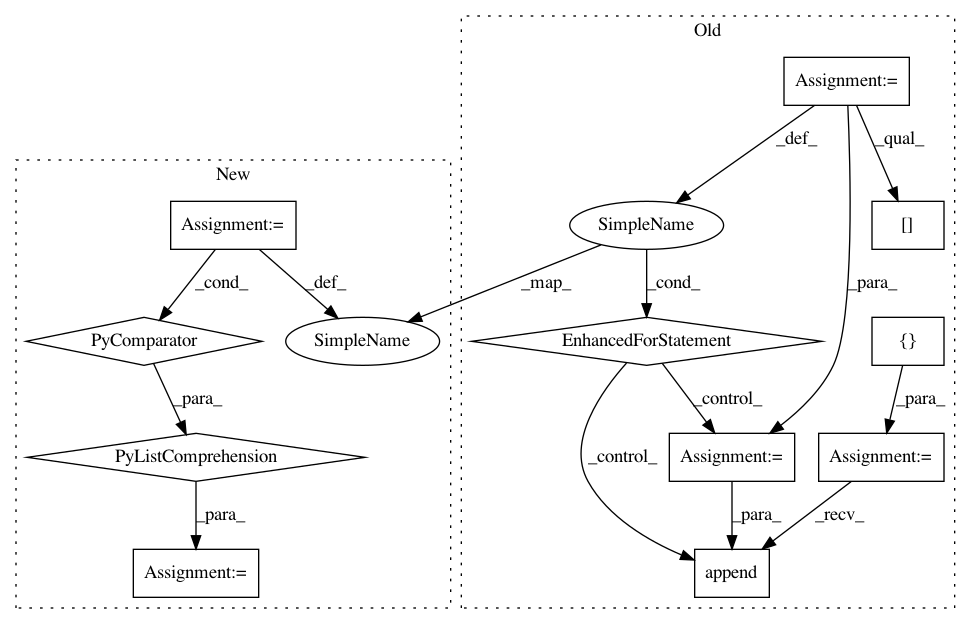 Old
Assignment:=
_def_
_qual_
New
Assignment:=
SimpleName
[]
_cond_
_def_
_map_
_cond_
_para_
PyComparator
SimpleName
EnhancedForStatement
{}
_para_
_control_
_para_
PyListComprehension
_control_
Assignment:=
Assignment:=
_para_
_para_
_recv_
Assignment:=
append